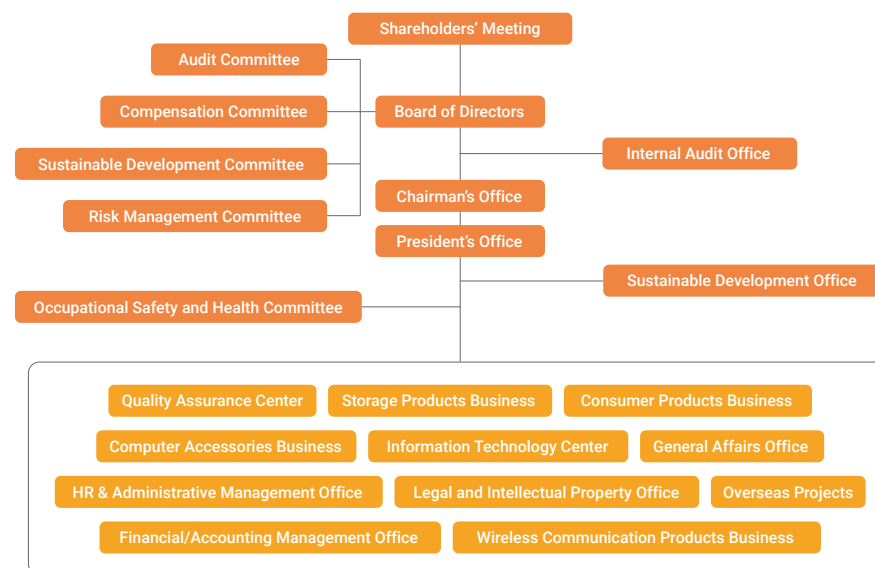 Shareholders’ Meeting
Audit Committee
Compensation Committee
Board of Directors
Internal Audit Office
Sustainable Development Committee
Chairman’s Office
Risk Management Committee
President’s Office
Sustainable Development Office
Occupational Safety and Health Committee
Quality Assurance Center
Storage Products Business
Consumer Products Business
Computer Accessories Business
Information Technology Center
General Affairs Office
HR & Administrative Management Office
Legal and Intellectual Property Office
Overseas Projects
Financial/Accounting Management Office
Wireless Communication Products Business